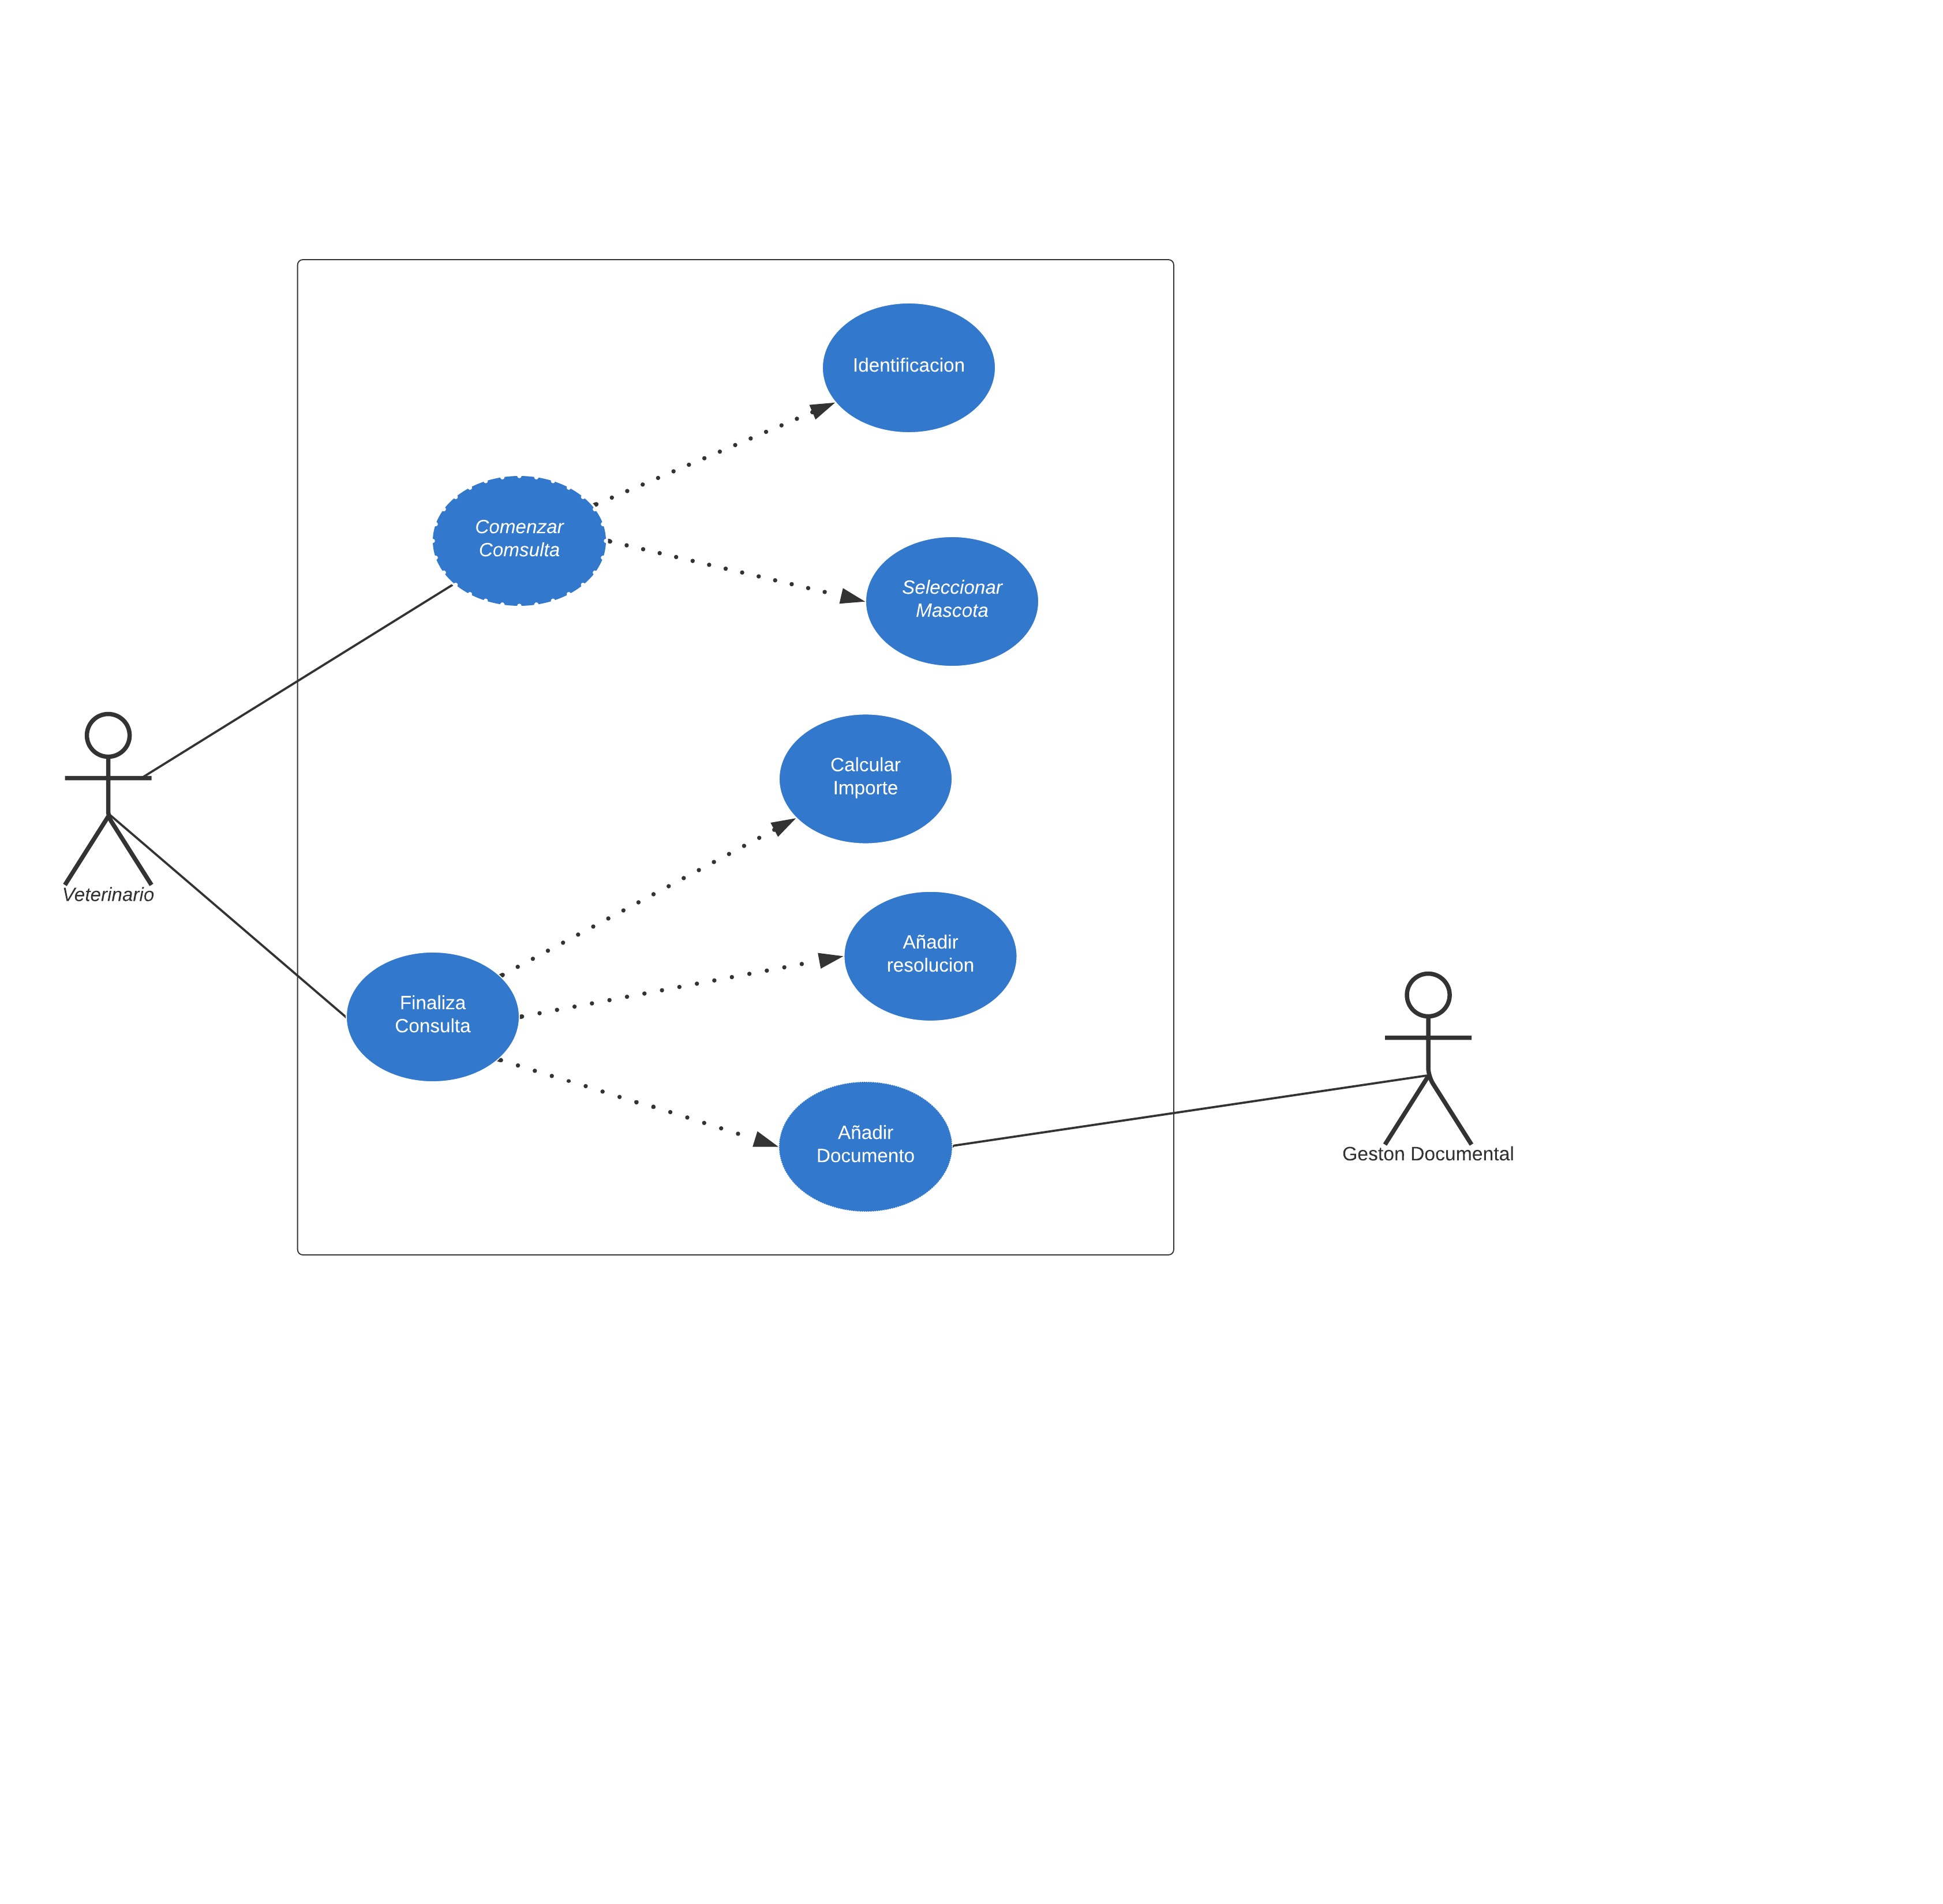 Identificacion
Comenzar
Comsulta
Seleccionar
Mascota
Calcular
Importe
Veterinario
Añadir
resolucion
Finaliza
Consulta
Añadir
Documento
Geston Documental